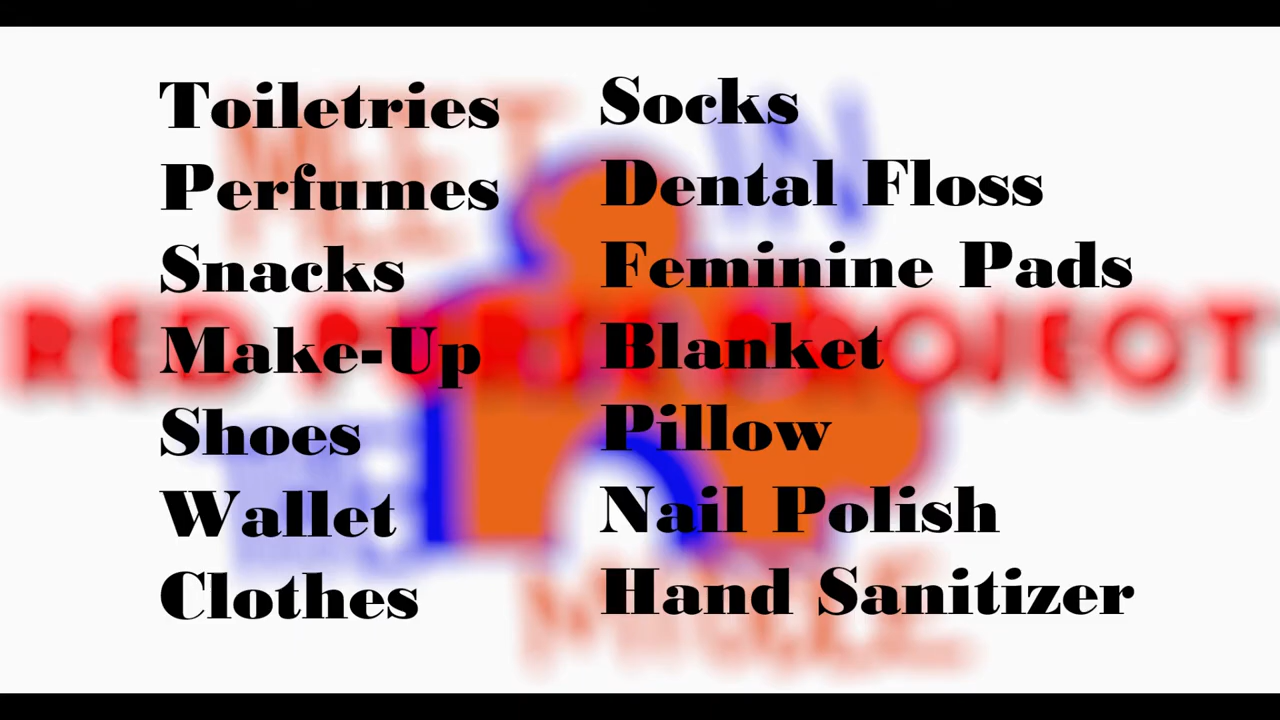 Toiletries
Perfumes
Snacks
Make-Up
Shoes
Wallet
Clothes
Socks
Dental Floss
Feminine Pads
Blanket
Pillow
Nail Polish
Hand Sanitizer